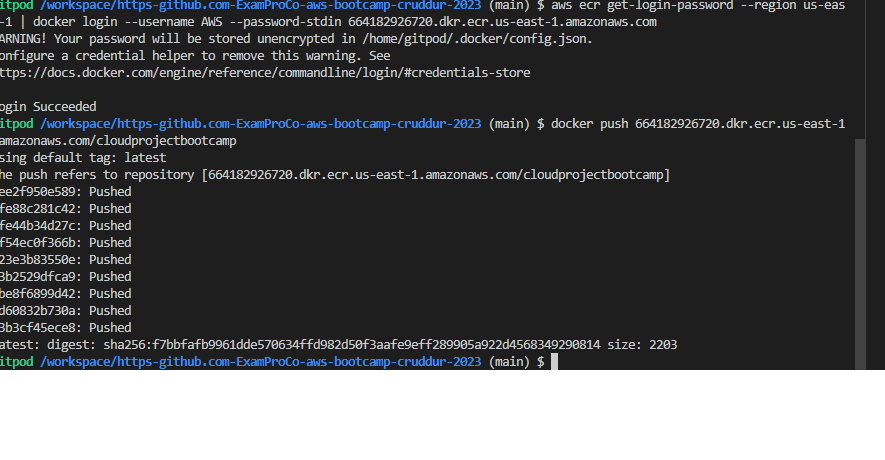 itpod /workspace/https-github.com-ExamProCo-aws-bootcamp-cruddur-2023 (main) $ aws ecr get-login-password --region us-eas
-1 | docker login --username AWS --password-stdin 664182926720.dkr.ecr.us-east-1.amazonaws.com
ARNING! Your password will be stored unencrypted in /home/gitpod/.docker/config.json.
onfigure a credential helper to remove this warning. See
ttps://docs.docker.com/engine/reference/commandline/login/#credentials-store
ogin Succeeded
itpod /workspace/https-github.com-ExamProCo-aws-bootcamp-cruddur-2023 (main) $ docker push 664182926720.dkr.ecr.us-east-1
amazonaws.com/cloudprojectbootcamp
sing default tag: latest
he push refers to repository [664182926720.dkr.ecr.us-east-1.amazonaws.com/cloudprojectbootcamp]
ee2f950e589: Pushed
fe88c281c42: Pushed
fe44b34d27c: Pushed
f54ec0f366b: Pushed
23e3b83550e: Pushed
3b2529dfca9: Pushed
be8f6899d42: Pushed
d60832b730a: Pushed
3b3cf45ece8: Pushed
atest: digest: sha256:f7bbfafb9961dde570634ffd982d50f3aafe9eff289905a922d4568349290814 size: 2203
itpod /workspace/https-github.com-ExamProCo-aws-bootcamp-cruddur-2023 (main) $